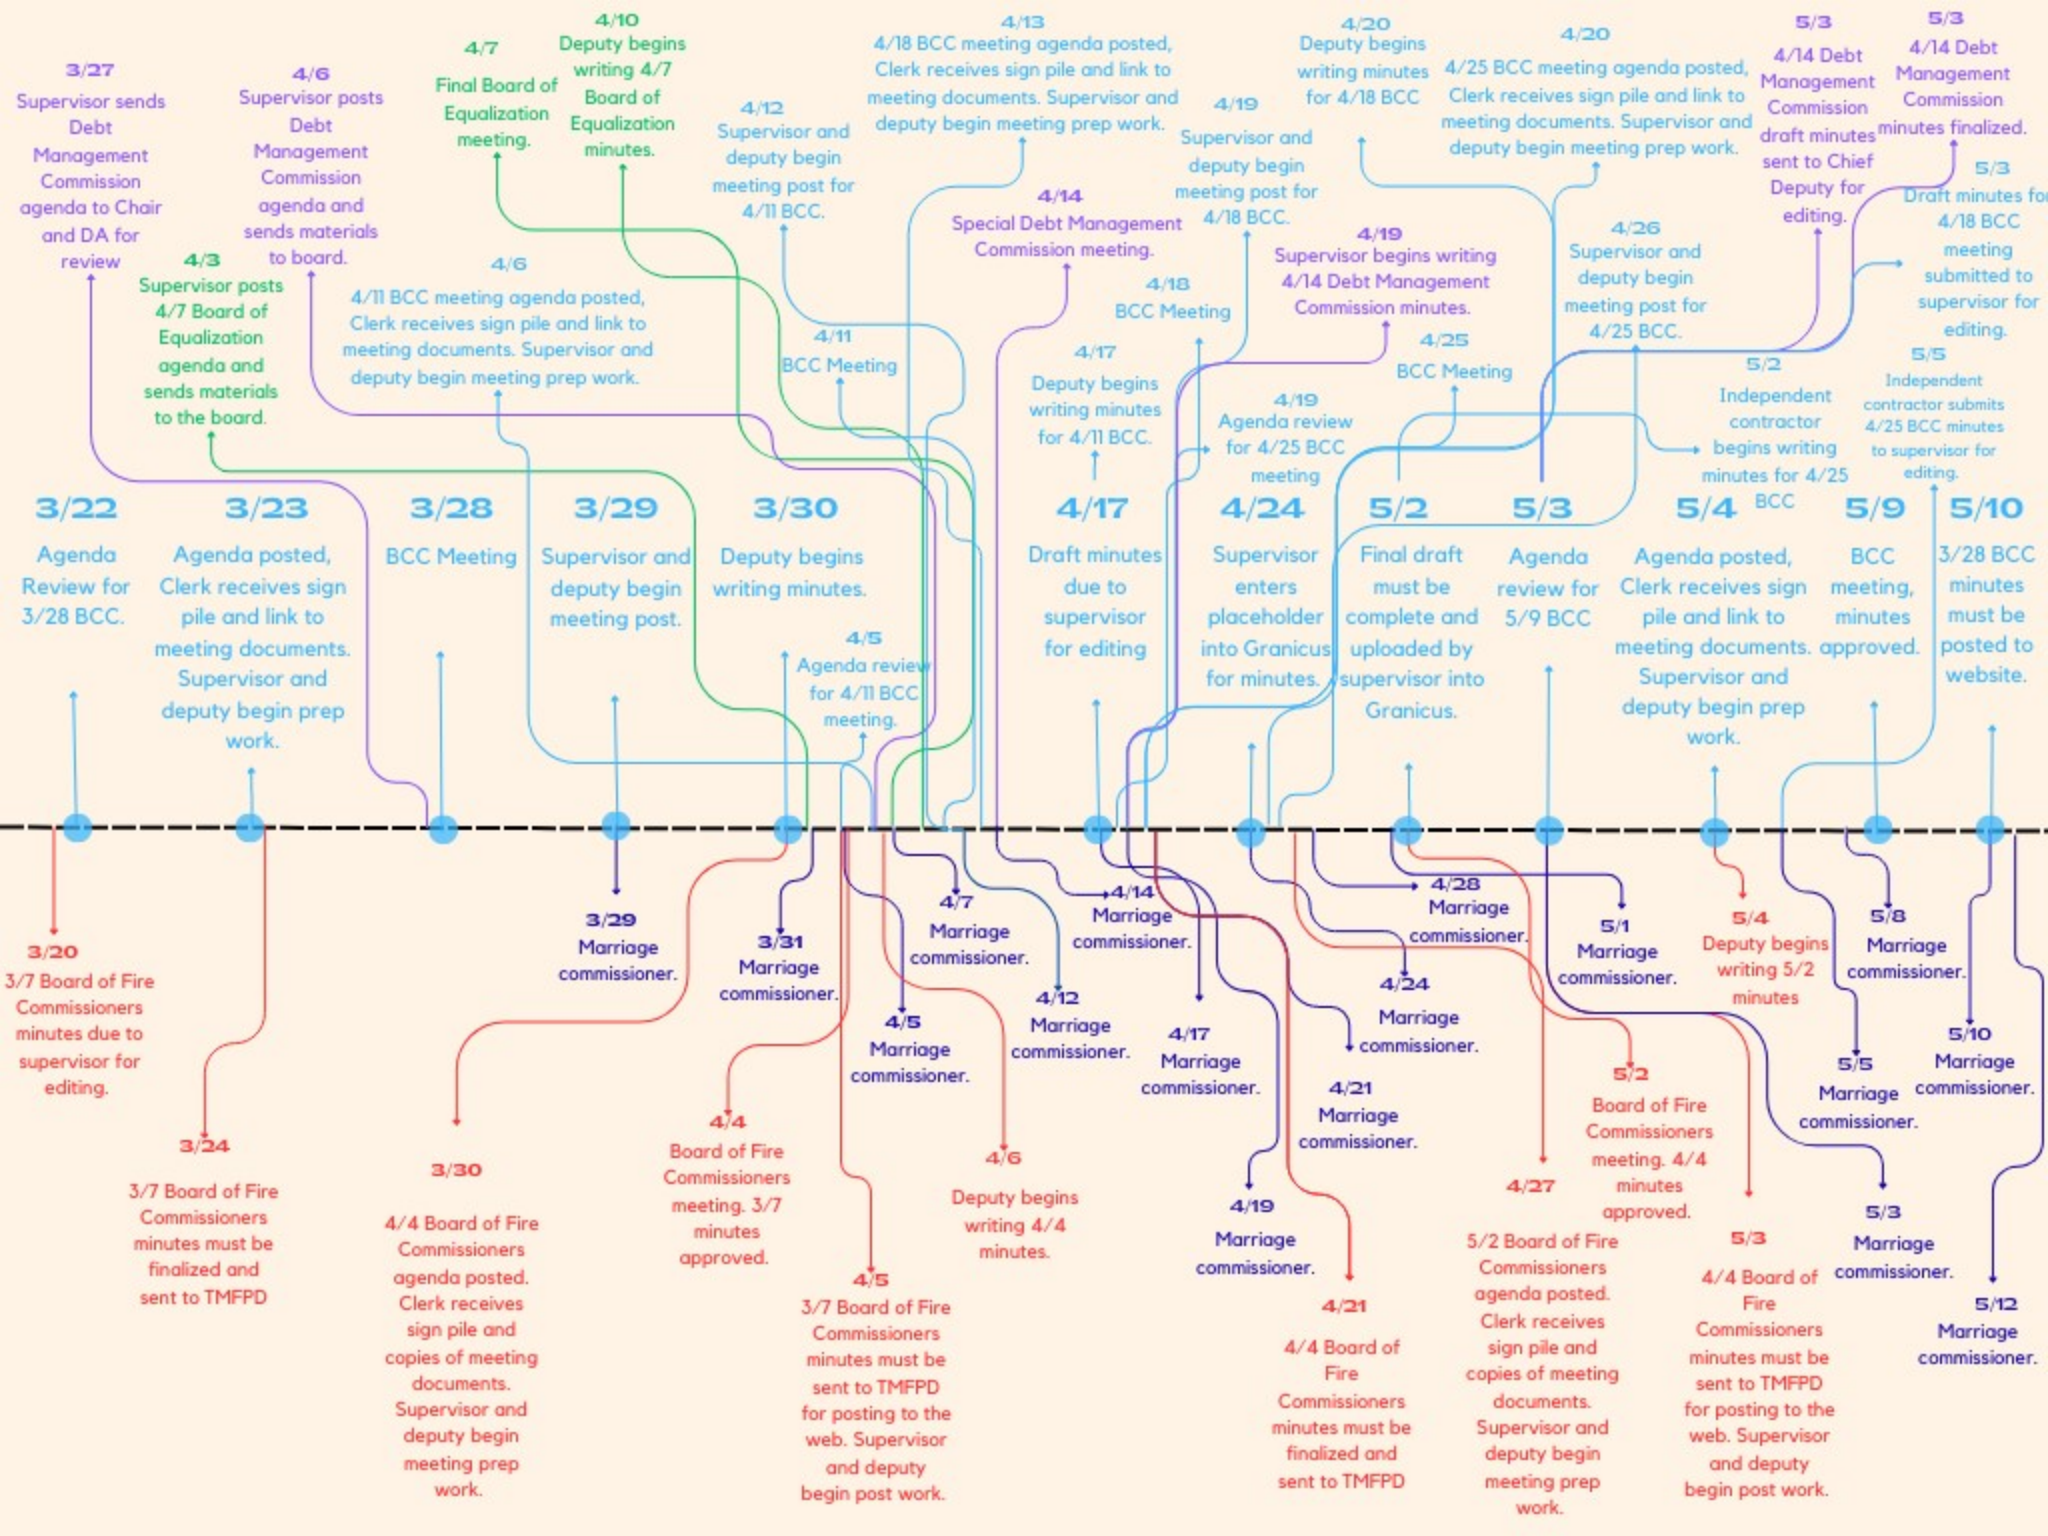 3/27
Supervisor sends
Debt
Management
Commission
agenda to Chair
and DA for
review
4/6
Supervisor posts
Debt
Management
Commission
agenda and
sends materials
to board.
4/7
Final Board of
Equalization
meeting.
4/10
Deputy begins
writing 4/7
Board of
Equalization
minutes.
4/12
Supervisor and
deputy begin
meeting post for
4/11 BCC.
4/13
4/18 BCC meeting agenda posted,
Clerk receives sign pile and link to
meeting documents. Supervisor and
deputy begin meeting prep work.
4/19
Supervisor and
deputy begin
meeting post for
4/18 BCC.
4/20
Deputy begins
writing minutes
for 4/18 BCC
4/20
4/25 BCC meeting agenda posted,
Clerk receives sign pile and link to
meeting documents. Supervisor and
deputy begin meeting prep work.
5/3
4/14 Debt
Management
Commission
draft minutes
sent to Chief
Deputy for
editing.
5/3
4/14 Debt
Management
Commission
minutes finalized.
5/3
Draft minutes for
4/18 BCC
meeting
submitted to
supervisor for
editing.
4/3
Supervisor posts
4/7 Board of
Equalization
agenda and
sends materials
to the board.
4/6
4/11 BCC meeting agenda posted,
Clerk receives sign pile and link to
meeting documents. Supervisor and
deputy begin meeting prep work.
4/11
BCC Meeting
4/14
Special Debt Management
Commission meeting.
4/17
Deputy begins
writing minutes
for 4/11 BCC.
4/18
BCC Meeting
4/19
Supervisor begins writing
4/14 Debt Management
Commission minutes.
4/19
Agenda review
for 4/25 BCC
meeting
4/25
BCC Meeting
4/26
Supervisor and
deputy begin
meeting post for
4/25 BCC.
5/2
Independent
contractor
begins writing
minutes for 4/25
BCC
5/5
Independent
contractor submits
4/25 BCC minutes
to supervisor for
editing.
3/22
Agenda
Review for
3/28 BCC.
3/23
Agenda posted,
Clerk receives sign
pile and link to
meeting documents.
Supervisor and
deputy begin prep
work.
3/28
BCC Meeting
3/29
Supervisor and
deputy begin
meeting post.
3/30
Deputy begins
writing minutes.
4/5
Agenda review
for 4/11 BCC
meeting.
4/17
Draft minutes
due to
supervisor
for editing
4/24
Supervisor
enters
placeholder
into Granicus
for minutes.
5/2
Final draft
must be
complete and
uploaded by
supervisor into
Granicus.
5/3
Agenda
review for
5/9 BCC
5/4
Agenda posted,
Clerk receives sign
pile and link to
meeting documents.
Supervisor and
deputy begin prep
work.
5/9
BCC
meeting,
minutes
approved.
5/10
3/28 BCC
minutes
must be
posted to
website.
3/20
3/7 Board of Fire
Commissioners
minutes due to
supervisor for
editing.
3/24
3/7 Board of Fire
Commissioners
minutes must be
finalized and
sent to TMFPD
3/30
4/4 Board of Fire
Commissioners
agenda posted.
Clerk receives
sign pile and
copies of meeting
documents.
Supervisor and
deputy begin
meeting prep
work.
3/29
Marriage
commissioner.
3/31
Marriage
commissioner.
4/4
Board of Fire
Commissioners
meeting. 3/7
minutes
approved.
4/5
Marriage
commissioner.
4/5
3/7 Board of Fire
Commissioners
minutes must be
sent to TMFPD
for posting to the
web. Supervisor
and deputy
begin post work.
4/7
Marriage
commissioner.
4/6
Deputy begins
writing 4/4
minutes.
4/12
Marriage
commissioner.
4/14
Marriage
commissioner.
4/17
Marriage
commissioner.
4/19
Marriage
commissioner.
4/21
Marriage
commissioner.
4/21
4/4 Board of
Fire
Commissioners
minutes must be
finalized and
sent to TMFPD
4/24
Marriage
commissioner.
4/28
Marriage
commissioner.
4/27
5/2 Board of Fire
Commissioners
agenda posted.
Clerk receives
sign pile and
copies of meeting
documents.
Supervisor and
deputy begin
meeting prep
work.
5/1
Marriage
commissioner.
5/2
Board of Fire
Commissioners
meeting. 4/4
minutes
approved.
5/3
4/4 Board of
Fire
Commissioners
minutes must be
sent to TMFPD
for posting to the
web. Supervisor
and deputy
begin post work.
5/4
Deputy begins
writing 5/2
minutes
5/3
Marriage
commissioner.
5/5
Marriage
commissioner.
5/8
Marriage
commissioner.
5/10
Marriage
commissioner.
5/12
Marriage
commissioner.